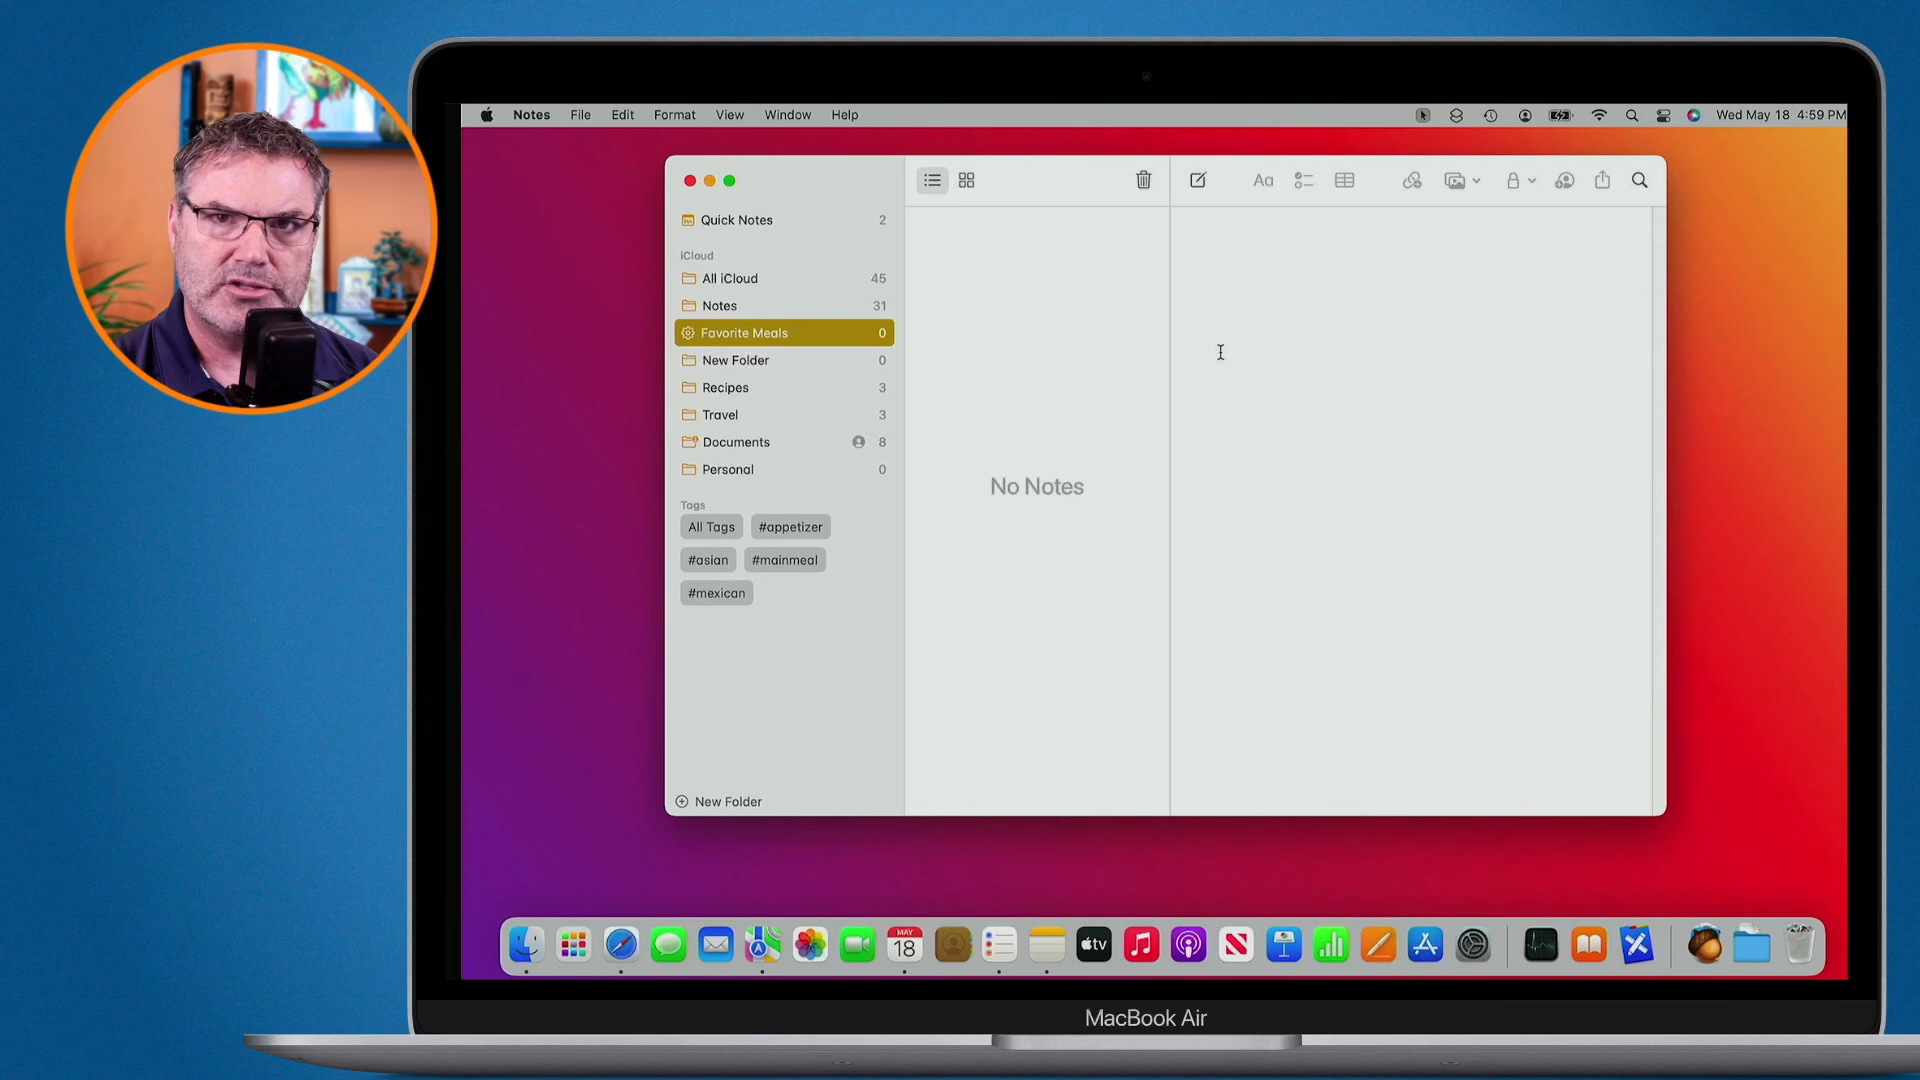 Notes File Edit Format View Window Help Wed May 18 4:59 PM
Quick Notes 2
iCloud
All iCloud 45
Notes 31
Favorite Meals 0
New Folder 0
Recipes 3
Travel 3
Documents 8
Personal 0
Tags
All Tags #appetizer
#asian #mainmeal
#mexican
New Folder
Aa
No Notes
MAY
18
tv
MacBook Air